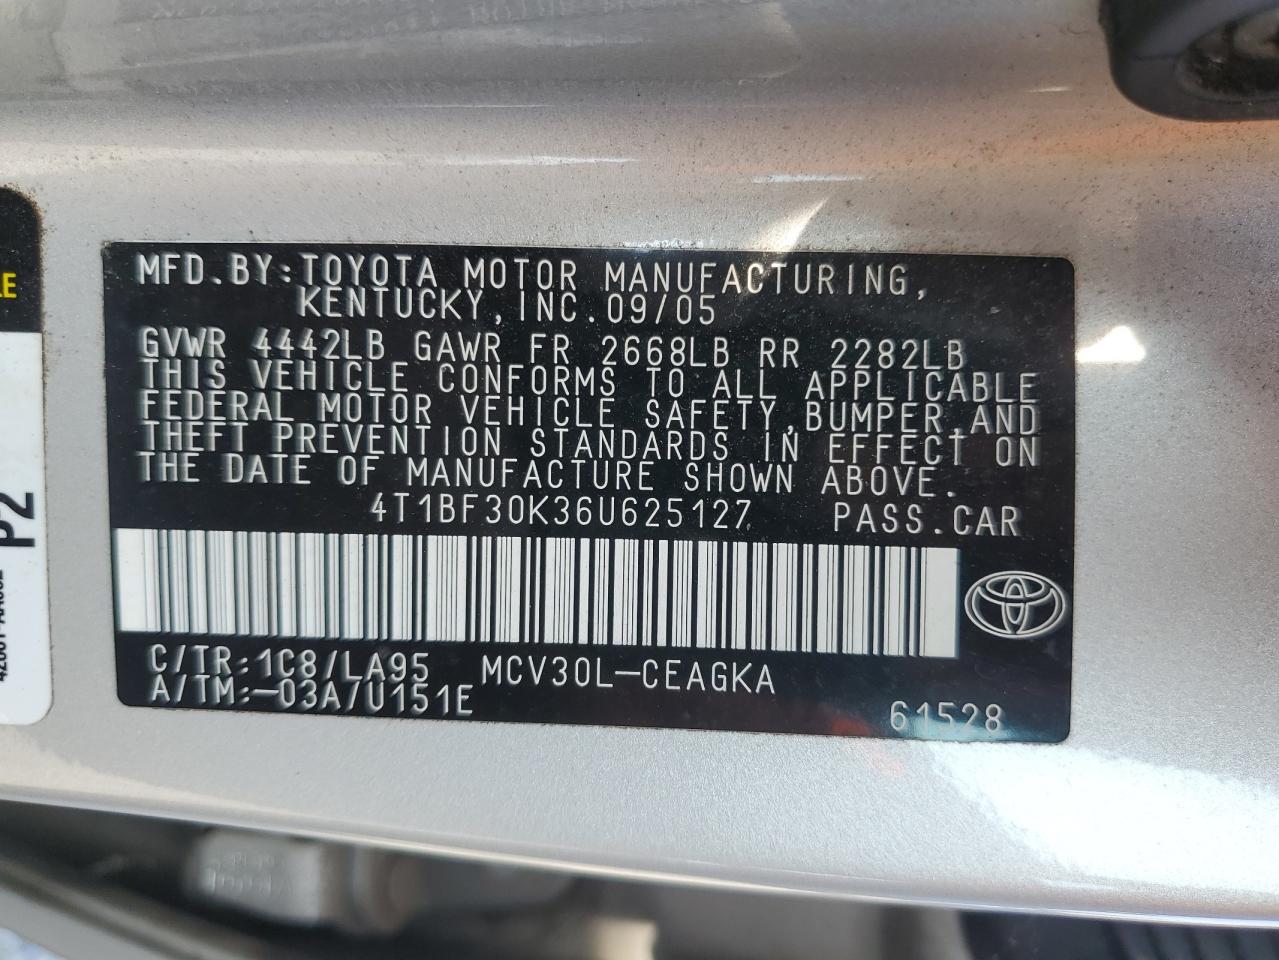 MFD.BY:TOYOTA MOTOR MANUFACTURING,
KENTUCKY,INC.09/05
GVWR 4442LB GAWR FR 2668LB RR 2282LB
THIS VEHICLE CONFORMS TO ALL APPLICABLE
FEDERAL MOTOR VEHICLE SAFETY,BUMPER,AND
THEFT PREVENTION STANDARDS IN EFFECT ON
THE DATE OF MANUFACTURE SHOWN ABOVE.
4T1BF30K36U625127 PASS.CAR
C/TR:1C8/LA95 MCV30L-CEAGKA
A/TM:-03A/U151E
61528
P2